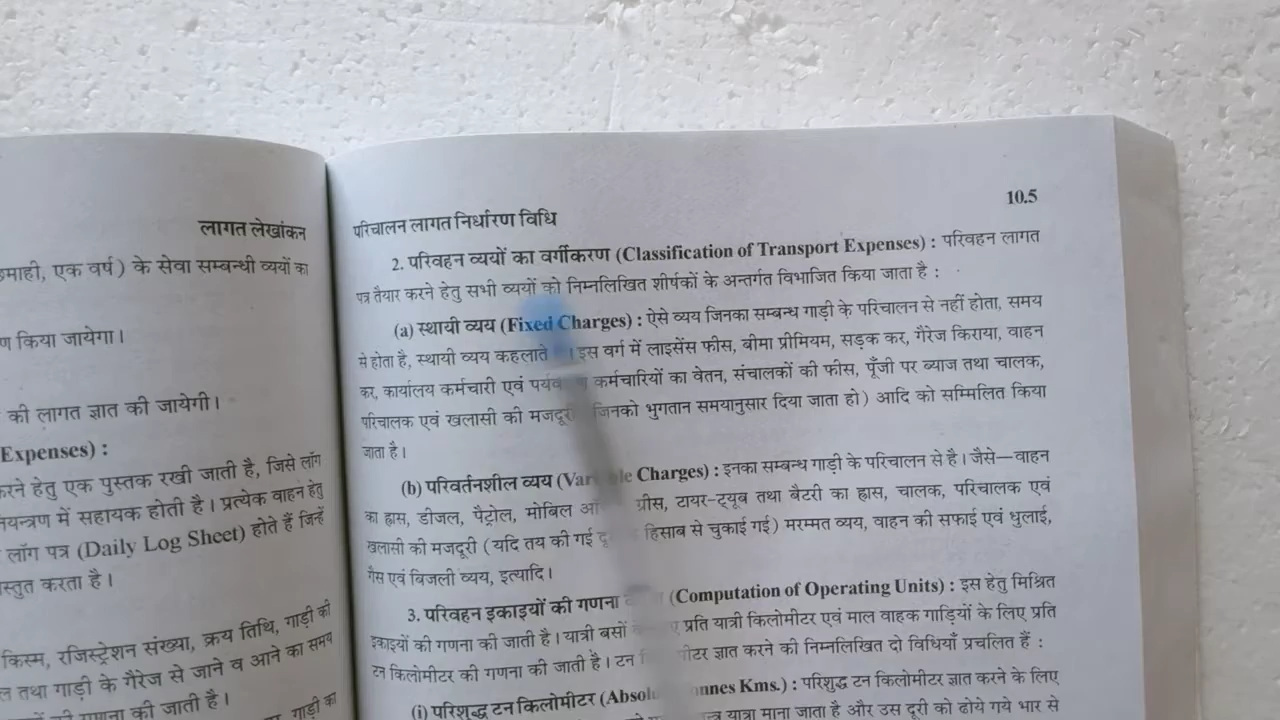 लागत लेखांकन
एक वर्ष) के सेवा सम्बन्धी व्ययों का
किया जायेगा।
की लागत ज्ञात की जायेगी।
Expenses) :
करने हेतु एक पुस्तक रखी जाती है, जिसे लॉग
में सहायक होती है। प्रत्येक वाहन हेतु
लॉग पत्र (Daily Log Sheet) होते हैं जिन्हें
करता है।
किस्म, रजिस्ट्रेशन संख्या, क्रय तिथि, गाड़ी की
तथा गाड़ी के गैरेज से जाने व आने का समय
गणना की जाती है।
गाड़ी का
परिचालन लागत निर्धारण विधि
10.5
2. परिवहन व्ययों का वर्गीकरण (Classification of Transport Expenses) : परिवहन लागत
पत्र तैयार करने हेतु सभी व्ययों को निम्नलिखित शीर्षकों के अन्तर्गत विभाजित किया जाता है :
(a) स्थायी व्यय (Fixed Charges) : ऐसे व्यय जिनका सम्बन्ध गाड़ी के परिचालन से नहीं होता, समय
से होता है, स्थायी व्यय कहलाते । इस वर्ग में लाइसेंस फीस, बीमा प्रीमियम, सड़क कर, गैरेज किराया, वाहन
कर, कार्यालय कर्मचारी एवं कर्मचारियों का वेतन, संचालकों की फीस, पूँजी पर ब्याज तथा चालक,
परिचालक एवं खलासी की मजदूरी जिनको भुगतान समयानुसार दिया जाता हो) आदि को सम्मिलित किया
जाता है।
(b) परिवर्तनशील व्यय (Variable Charges) : इनका सम्बन्ध गाड़ी के परिचालन से है। जैसे—वाहन
का ह्रास, डीजल, पैट्रोल, मोबिल ग्रीस, टायर-ट्यूब तथा बैटरी का ह्रास, चालक, परिचालक एवं
खलासी की मजदूरी (यदि तय की गई हिसाब से चुकाई गई) मरम्मत व्यय, वाहन की सफाई एवं धुलाई,
गैस एवं बिजली व्यय, इत्यादि।
3. परिवहन इकाइयों की गणना (Computation of Operating Units) : इस हेतु मिश्रित
इकाइयों की गणना की जाती है। यात्री बसों प्रति यात्री किलोमीटर एवं माल वाहक गाड़ियों के लिए प्रति
टन किलोमीटर की गणना की जाती है। टन किलोमीटर ज्ञात करने की निम्नलिखित दो विधियाँ प्रचलित हैं :
(i) परिशुद्ध टन किलोमीटर (Absolute Tonnes Kms.) : परिशुद्ध टन किलोमीटर ज्ञात करने के लिए
यात्रा माना जाता है और उस दूरी को ढोये गये भार से